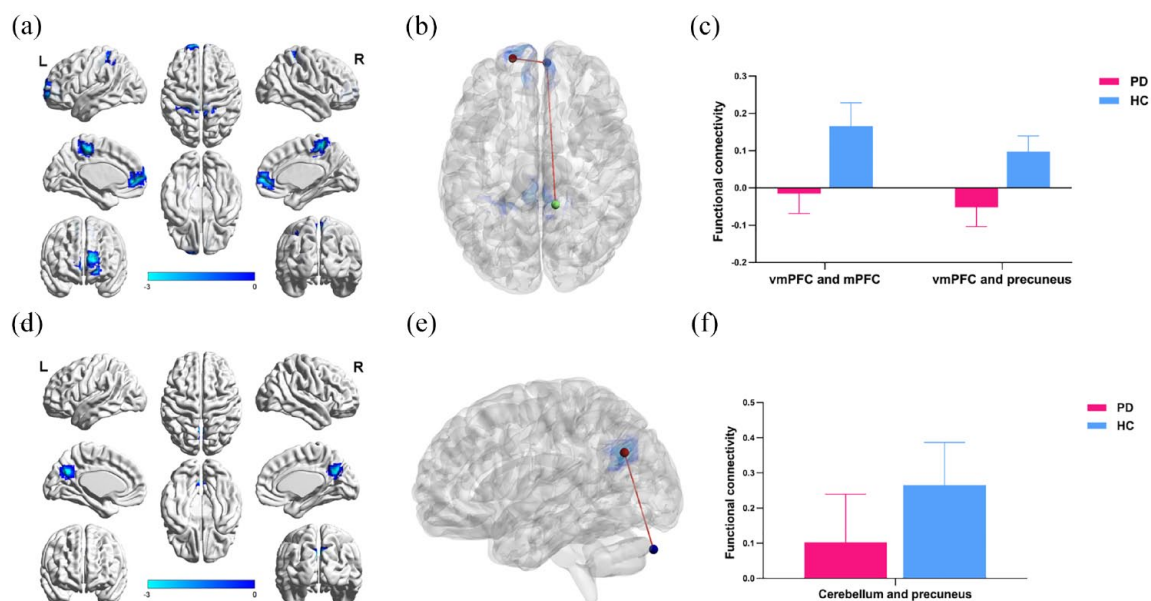 (a)
L
R
-3
0
(b)
(c)
Functional connectivity
0.3
0.2
0.1
0.0
-0.1
-0.2
vmPFC and mPFC
vmPFC and precuneus
PD
HC
(d)
L
R
-3
0
(e)
(f)
Functional connectivity
0.5
0.4
0.3
0.2
0.1
0.0
Cerebellum and precuneus
PD
HC